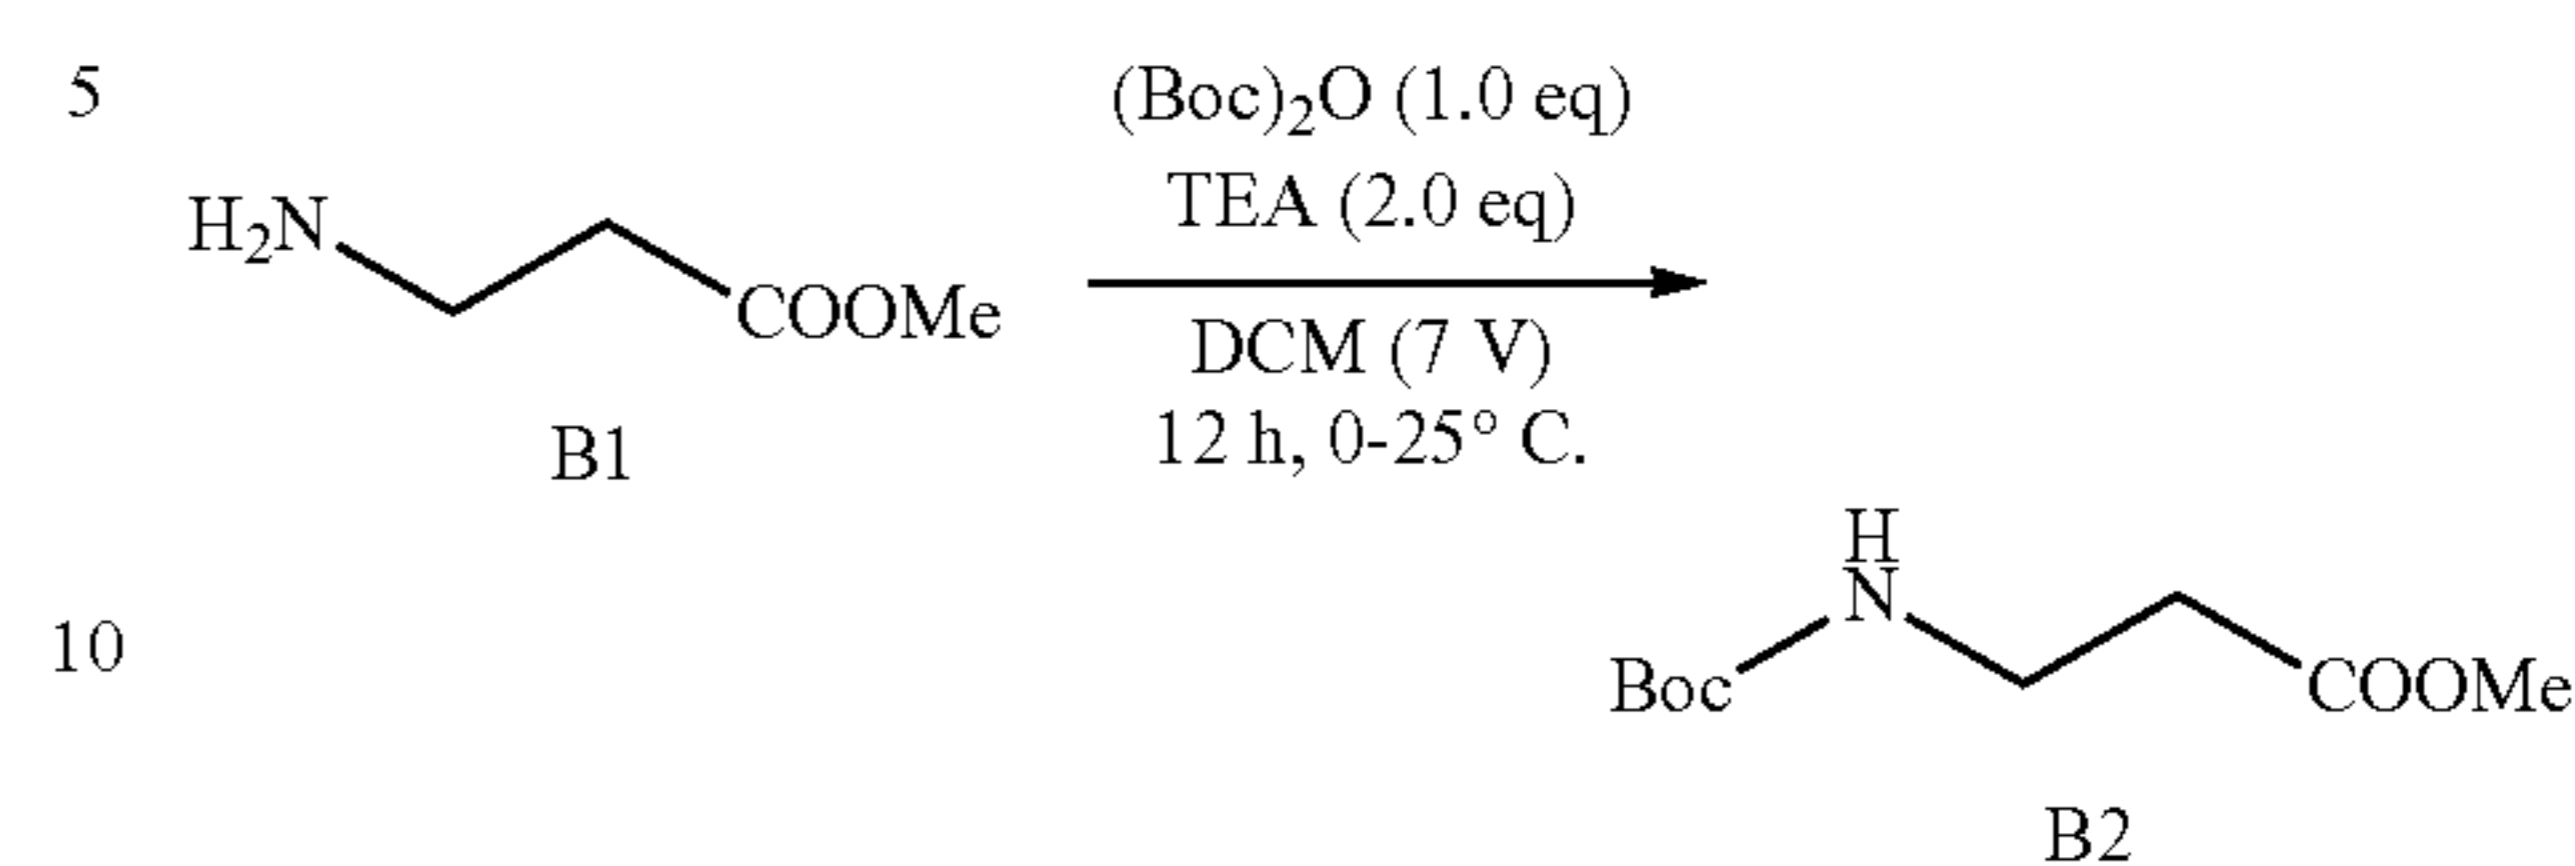 5
(Boc)₂O (1.0 eq)
TEA (2.0 eq)
H₂N
COOMe
DCM (7 V)
12 h, 0-25° C.
B1
H
N
10
Boc
COOMe
B2